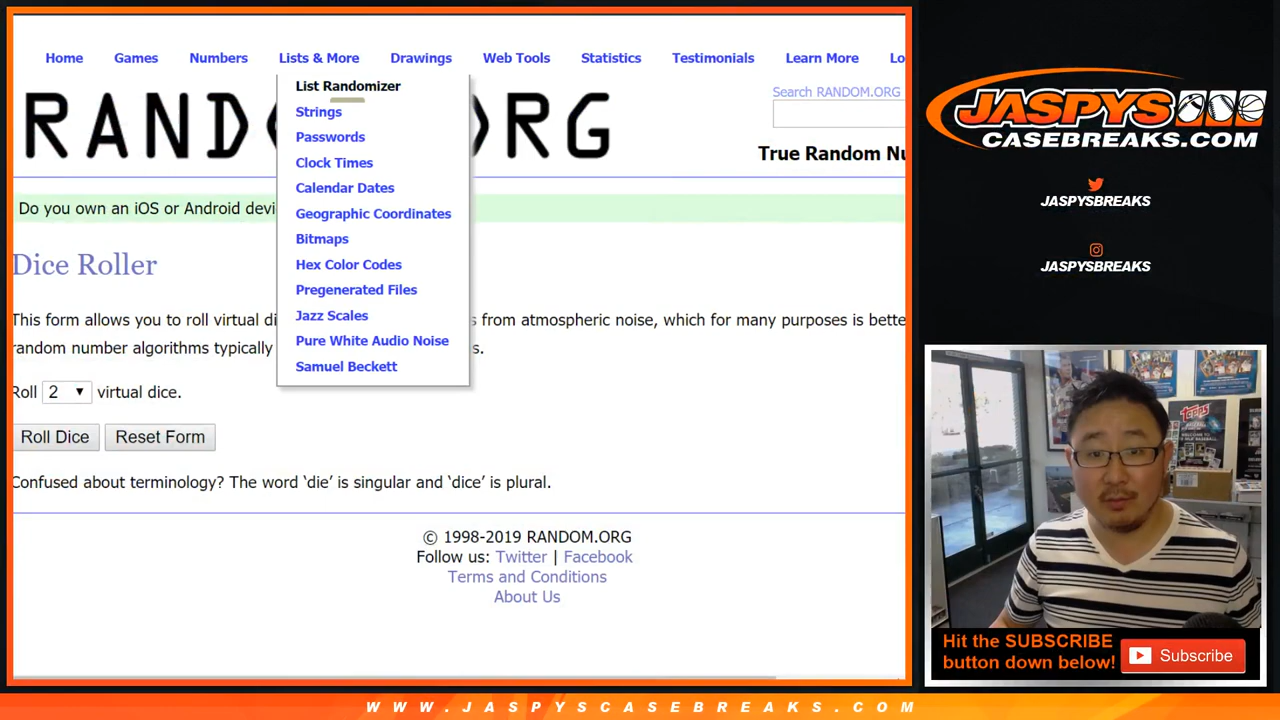 Home Games Numbers Lists & More Drawings Web Tools Statistics Testimonials Learn More Lo
List Randomizer
Strings
Passwords
Clock Times
Calendar Dates
Geographic Coordinates
Bitmaps
Hex Color Codes
Pregenerated Files
Jazz Scales
Pure White Audio Noise
Samuel Beckett
RAND RG
Search RANDOM.ORG
True Random Nu
Do you own an iOS or Android devi
Dice Roller
This form allows you to roll virtual di s from atmospheric noise, which for many purposes is bette
random number algorithms typically s.
Roll 2 virtual dice.
Roll Dice Reset Form
Confused about terminology? The word ‘die’ is singular and ‘dice’ is plural.
© 1998-2019 RANDOM.ORG
Follow us: Twitter | Facebook
Terms and Conditions
About Us
JASPYS
CASEBREAKS.COM
JASPYSBREAKS
JASPYSBREAKS
Topps
Hit the SUBSCRIBE
button down below!
Subscribe
WWW.JASPYSCASEBREAKS.COM